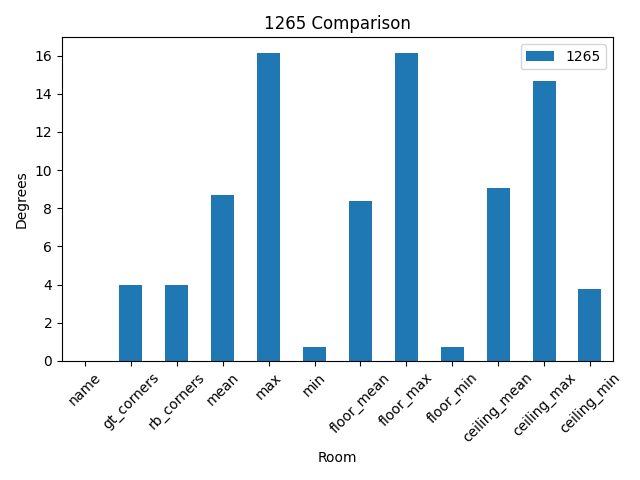 1265 Comparison
1265
Degrees
16
14
12
10
8
6
4
2
0
name
gt_corners
rb_corners
mean
max
min
floor_mean
floor_max
floor_min
ceiling_mean
ceiling_max
ceiling_min
Room